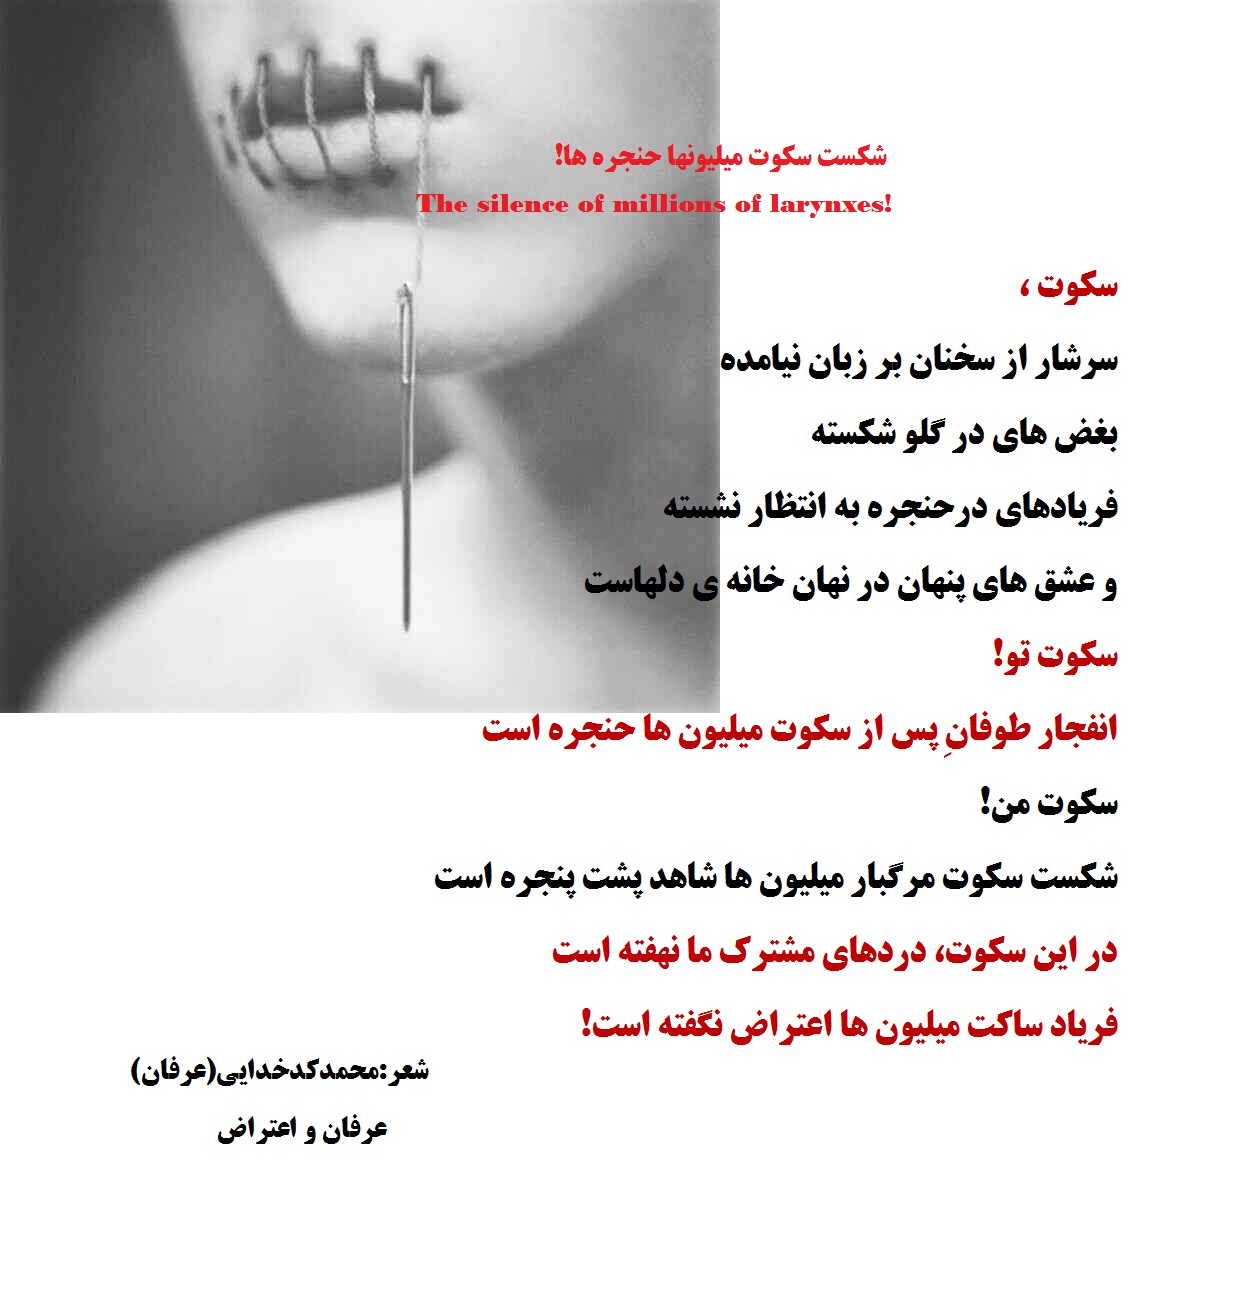 شکست سکوت میلیونها حنجره ها!
The silence of millions of larynxes!
سکوت ،
سرشار از سخنان بر زبان نیامده
بغض های در گلو شکسته
فریادهای درحنجره به انتظار نشسته
و عشق های پنهان در نهان خانه ی دلهاست
سکوت تو!
انفجار طوفانِ پس از سکوت میلیون ها حنجره است
سکوت من!
شکست سکوت مرگبار میلیون ها شاهد پشت پنجره است
در این سکوت، دردهای مشترک ما نهفته است
فریاد ساکت میلیون ها اعتراض نگفته است!
شعر:محمدکدخدایی(عرفان)
عرفان و اعتراض